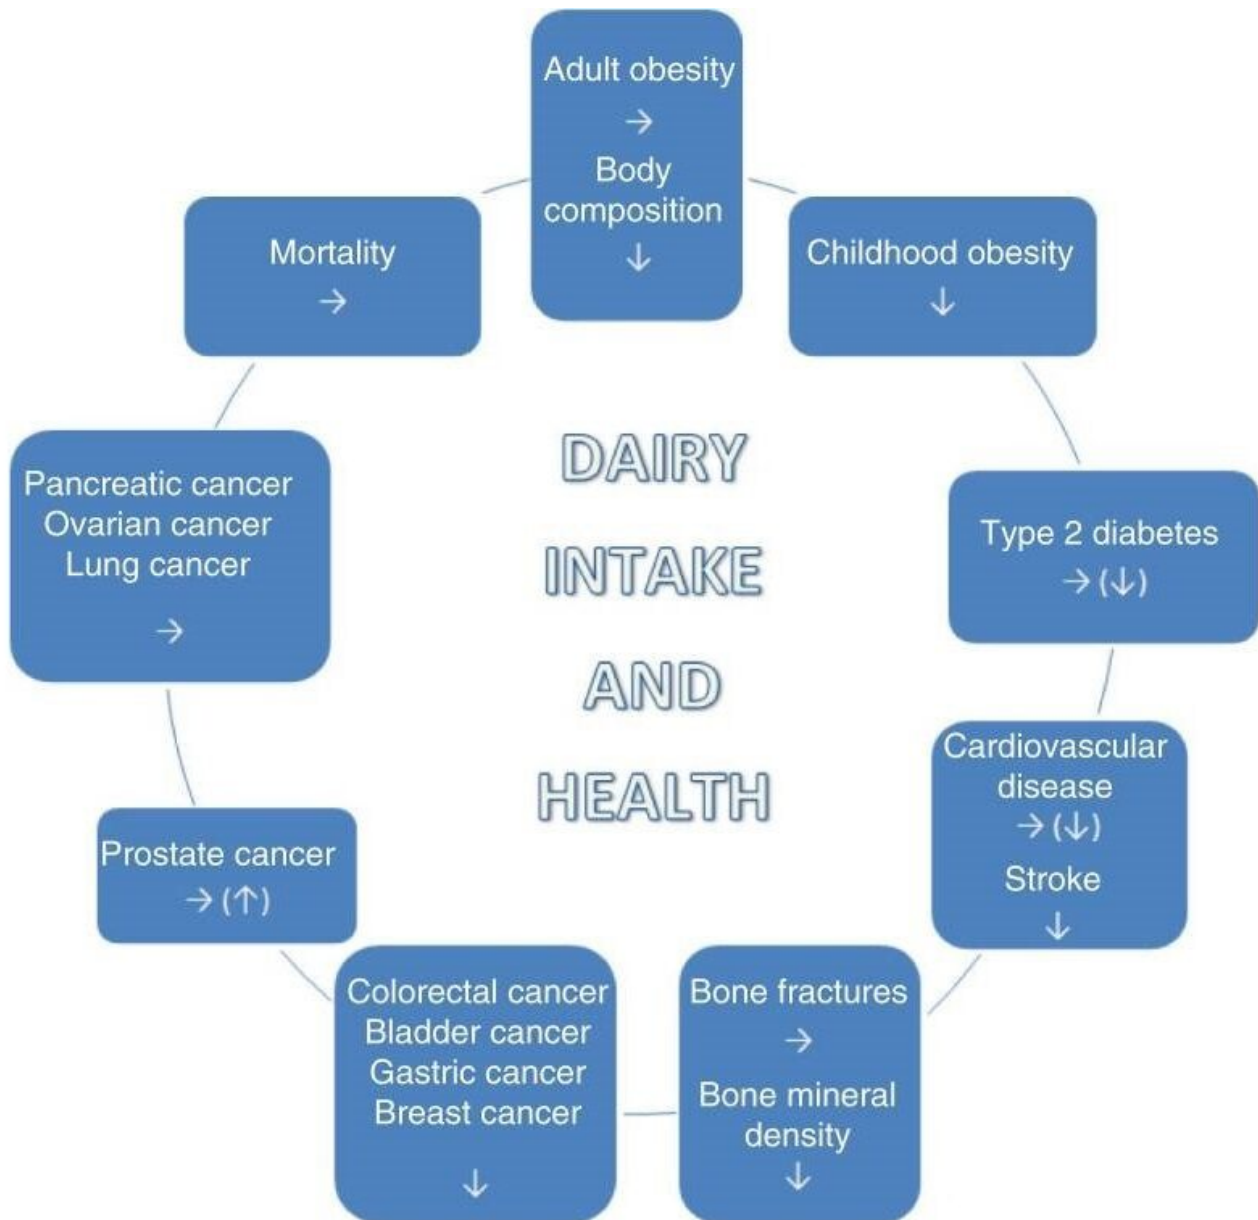 Adult obesity
→
Body
composition
↓
Childhood obesity
↓
Type 2 diabetes
→ (↓)
Cardiovascular
disease
→ (↓)
Stroke
↓
Bone fractures
→
Bone mineral
density
↓
Colorectal cancer
Bladder cancer
Gastric cancer
Breast cancer
↓
Prostate cancer
→ (↑)
Pancreatic cancer
Ovarian cancer
Lung cancer
→
Mortality
→
DAIRY
INTAKE
AND
HEALTH